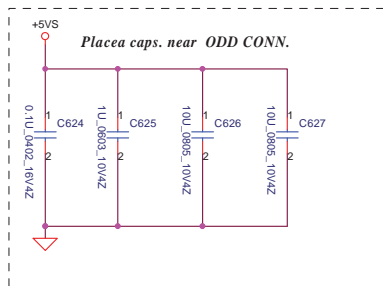 +5VS
Placea caps. near ODD CONN.
1
C624
2
0.1U_0402_16V4Z
1
C625
2
1U_0603_10V4Z
1
C626
2
10U_0805_10V4Z
1
C627
2
10U_0805_10V4Z